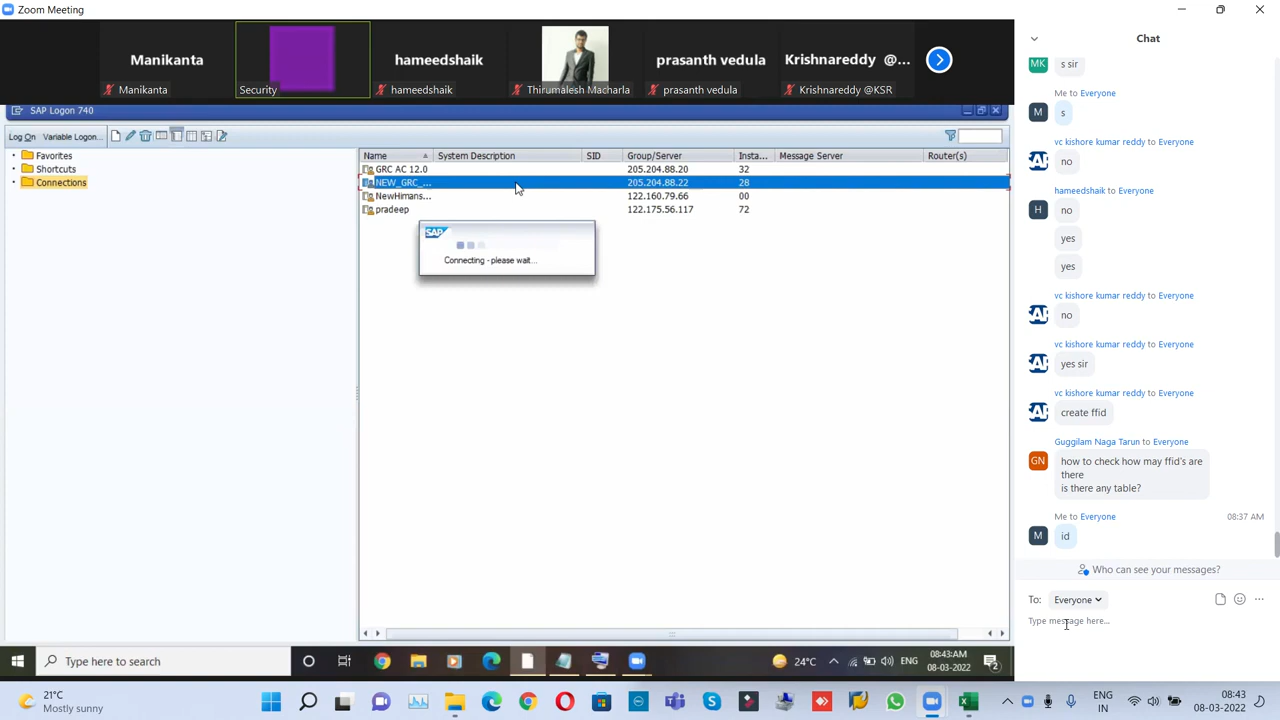 Zoom Meeting
Manikanta
hameedshaik
prasanth vedula
Krishnareddy @...
Manikanta
Security
hameedshaik
Thirumalesh Macharla
prasanth vedula
Krishnareddy @KSR
SAP Logon 740
Log On Variable Logon...
Favorites
Shortcuts
Connections
Name System Description SID Group/Server Insta... Message Server Router(s)
GRC AC 12.0 205.204.88.20 32
NEW_GRC_... 205.204.88.22 28
NewHimans... 122.160.79.66 00
pradeep 122.175.56.117 72
SAP
Connecting - please wait...
Chat
MK s sir
Me to Everyone
M s
vc kishore kumar reddy to Everyone
SAP no
hameedshaik to Everyone
H no
yes
yes
vc kishore kumar reddy to Everyone
SAP no
vc kishore kumar reddy to Everyone
SAP yes sir
vc kishore kumar reddy to Everyone
SAP create ffid
Guggilam Naga Tarun to Everyone
GN how to check how may ffid's are
there
is there any table?
Me to Everyone 08:37 AM
M id
Who can see your messages?
To: Everyone
Type message here...
Type here to search
24°C ENG 08:43 AM
08-03-2022 2
21°C
Mostly sunny
ENG
IN
08:43
08-03-2022